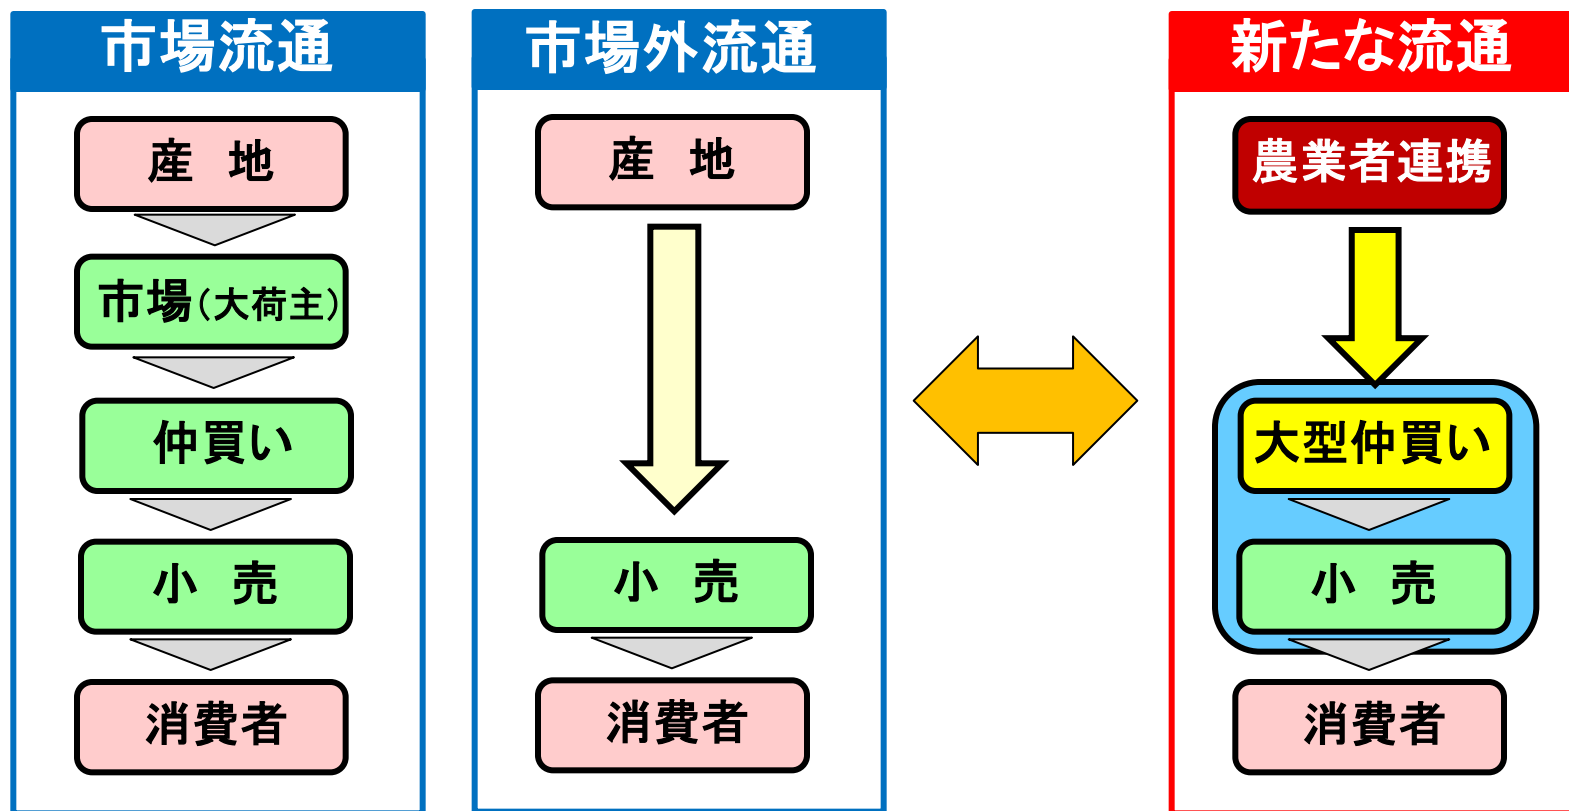 市場流通
産　地
市場（大荷主）
仲買い
小　売
消費者
市場外流通
産　地
小　売
消費者
新たな流通
農業者連携
大型仲買い
小　売
消費者